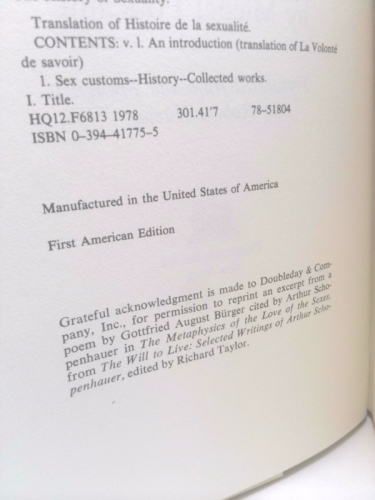 History of Sexuality.
Translation of Histoire de la sexualité.
CONTENTS: v. 1. An introduction (translation of La Volonté
de savoir)
1. Sex customs--History--Collected works.
I. Title.
HQ12.F6813 1978 301.41'7 78-51804
ISBN 0-394-41775-5
Manufactured in the United States of America
First American Edition
Grateful acknowledgment is made to Doubleday & Com-
pany, Inc., for permission to reprint an excerpt from a
poem by Gottfried August Bürger cited by Arthur Scho-
penhauer in The Metaphysics of the Love of the Sexes,
from The Will to Live: Selected Writings of Arthur Scho-
penhauer, edited by Richard Taylor.